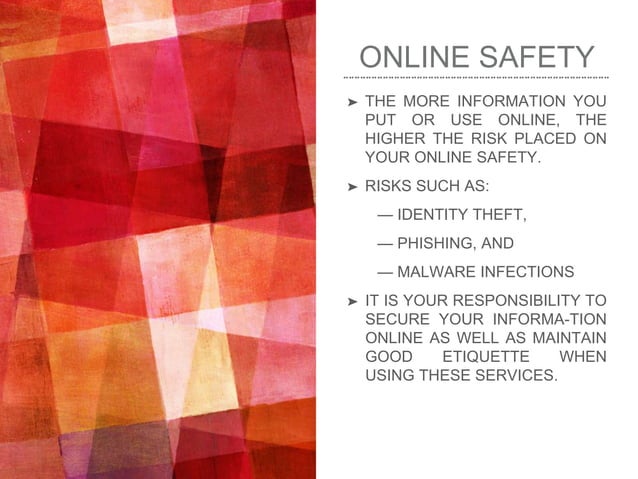 ONLINE SAFETY
➤ THE MORE INFORMATION YOU
PUT OR USE ONLINE, THE
HIGHER THE RISK PLACED ON
YOUR ONLINE SAFETY.
➤ RISKS SUCH AS:
— IDENTITY THEFT,
— PHISHING, AND
— MALWARE INFECTIONS
➤ IT IS YOUR RESPONSIBILITY TO
SECURE YOUR INFORMA-TION
ONLINE AS WELL AS MAINTAIN
GOOD ETIQUETTE WHEN
USING THESE SERVICES.